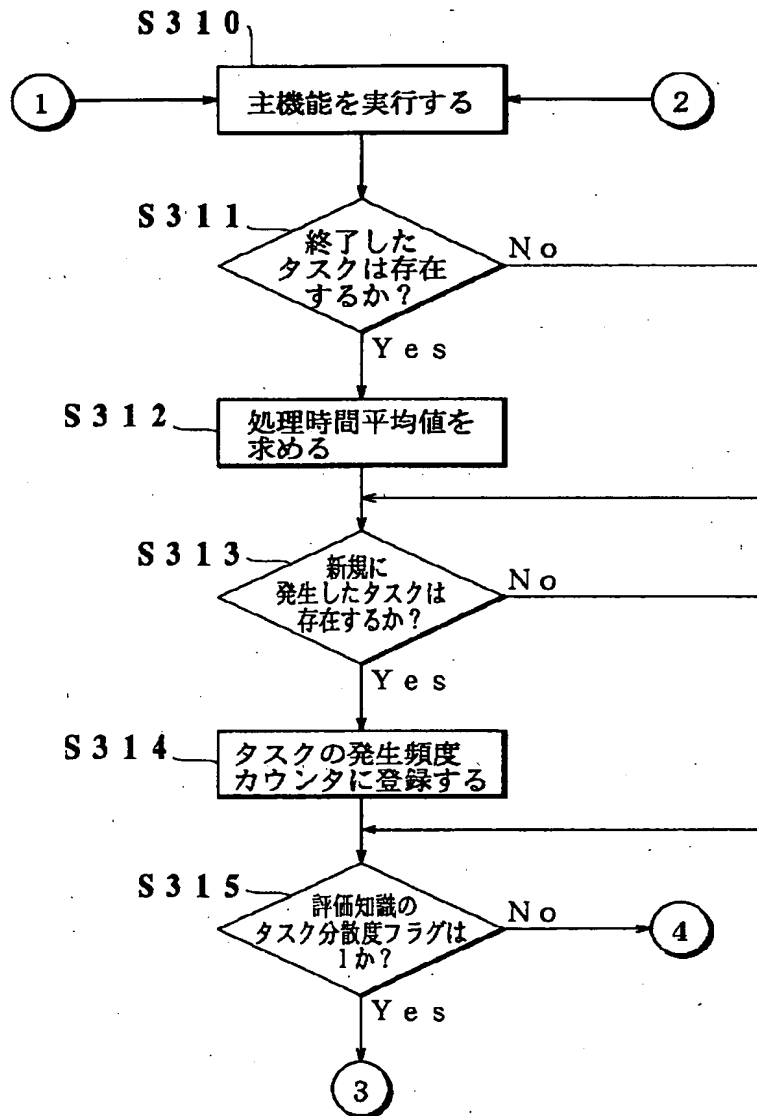 S310
1
主機能を実行する
2
S311
終了した
タスクは存在
するか?
No
Yes
S312
処理時間平均値を
求める
S313
新規に
発生したタスクは
存在するか?
No
Yes
S314
タスクの発生頻度
カウンタに登録する
S315
評価知識の
タスク分散度フラグは
1か?
No
4
Yes
3